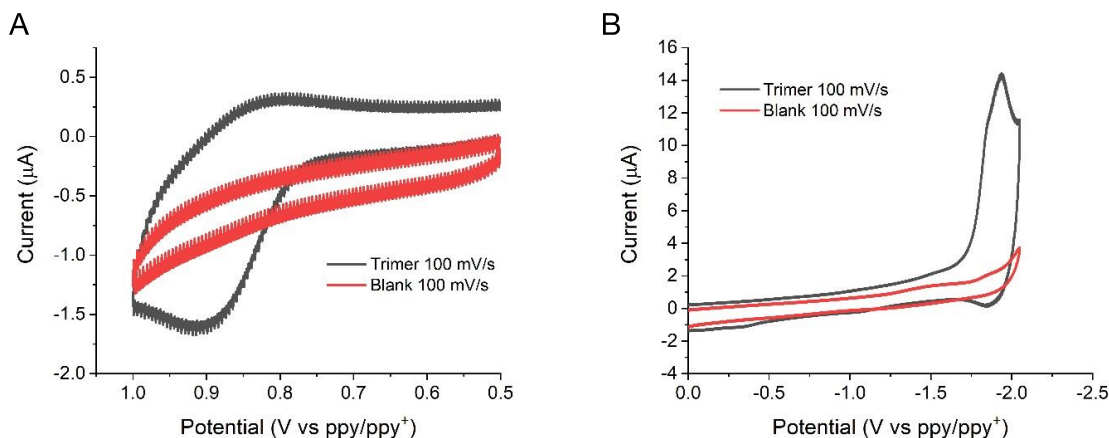 A
0.5
0.0
-0.5
-1.0
-1.5
-2.0
Current (μA)
Trimer 100 mV/s
Blank 100 mV/s
1.0 0.9 0.8 0.7 0.6 0.5
Potential (V vs ppy/ppy⁺)
B
16
14
12
10
8
6
4
2
0
-2
-4
Current (μA)
Trimer 100 mV/s
Blank 100 mV/s
0.0 -0.5 -1.0 -1.5 -2.0 -2.5
Potential (V vs ppy/ppy⁺)